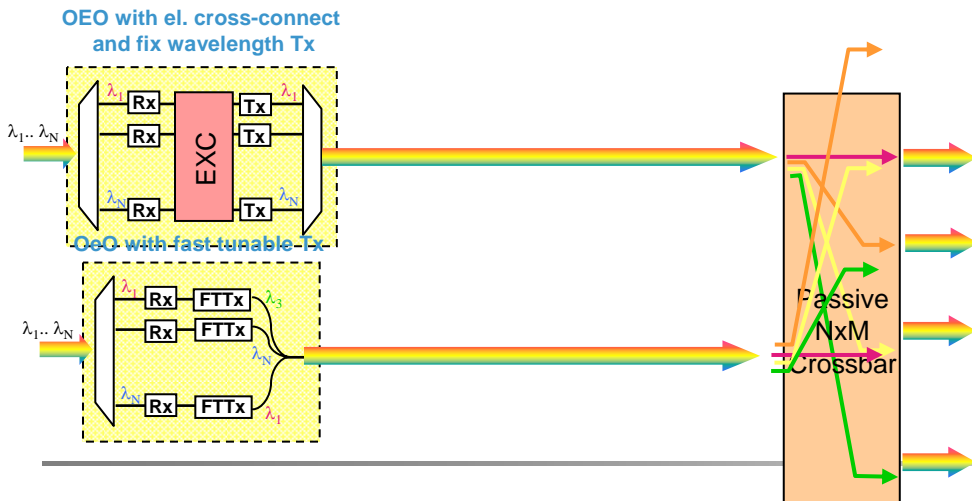 OEO with el. cross-connect
and fix wavelength Tx
λ1.. λN
λ1 Rx Tx λ1
Rx EXC Tx
λN Rx Tx λN
OeO with fast tunable Tx
λ1.. λN
λ1 Rx FTTx λ3
Rx FTTx
λN
λN Rx FTTx λ1
Passive
NxM
Crossbar